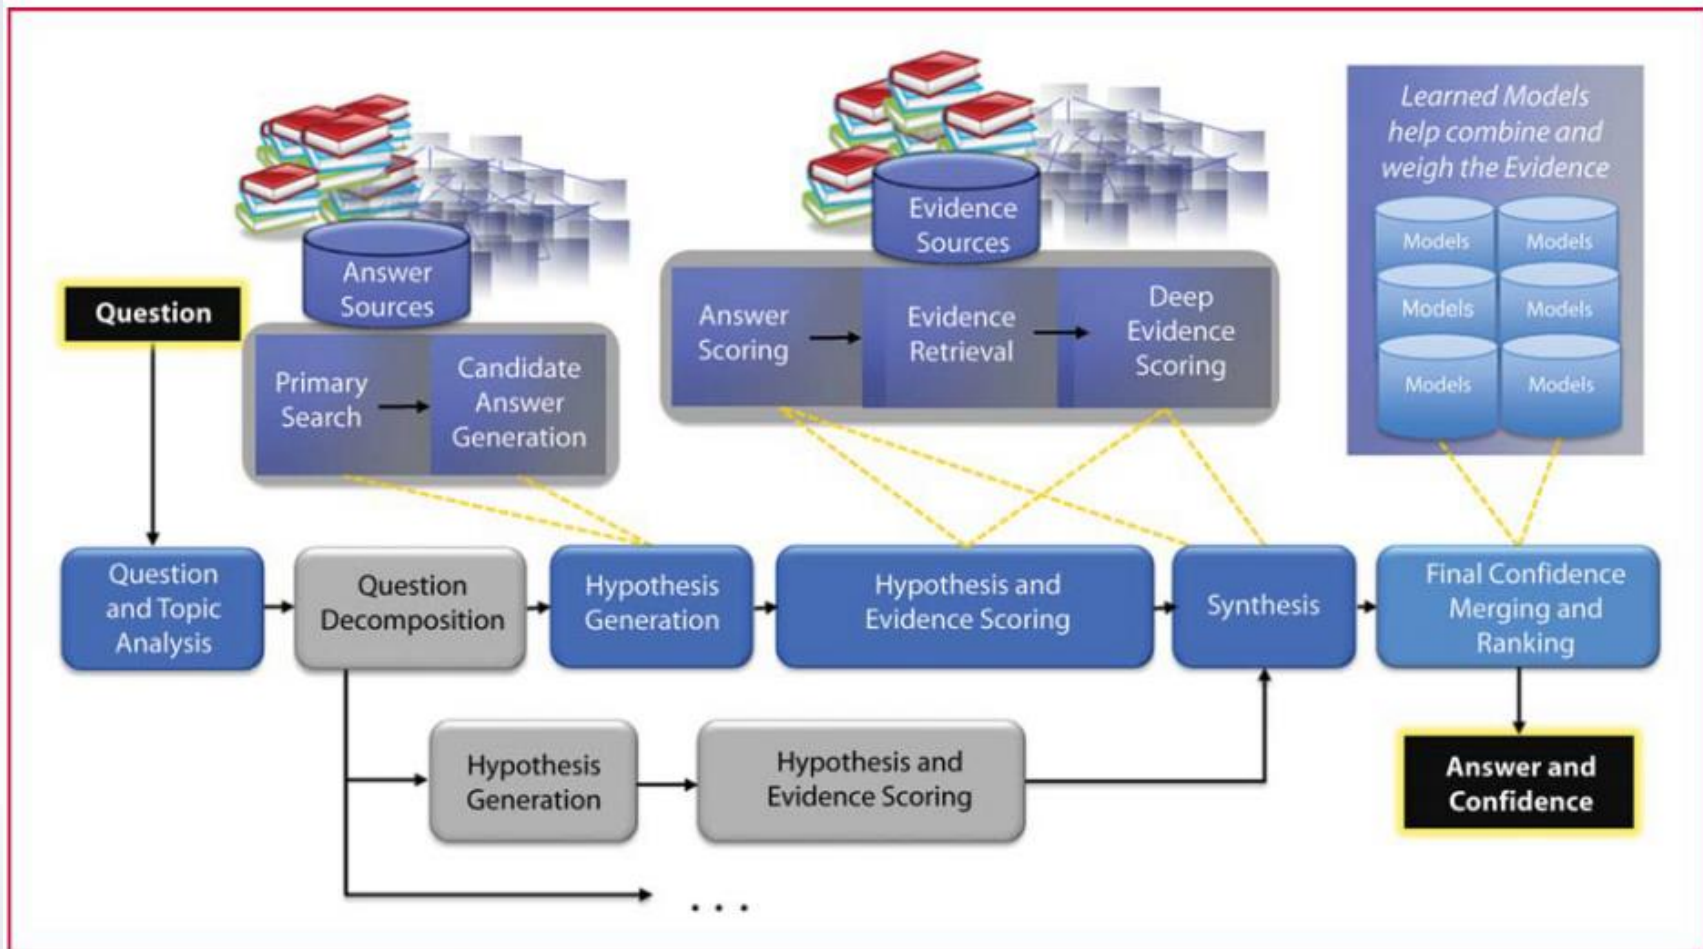 Learned Models
help combine and
weigh the Evidence
Models
Models
Models
Models
Models
Models
Evidence
Sources
Answer
Sources
Question
Answer
Scoring
Evidence
Retrieval
Deep
Evidence
Scoring
Primary
Search
Candidate
Answer
Generation
Question
and Topic
Analysis
Question
Decomposition
Hypothesis
Generation
Hypothesis and
Evidence Scoring
Synthesis
Final Confidence
Merging and
Ranking
Hypothesis
Generation
Hypothesis and
Evidence Scoring
Answer and
Confidence
. . .